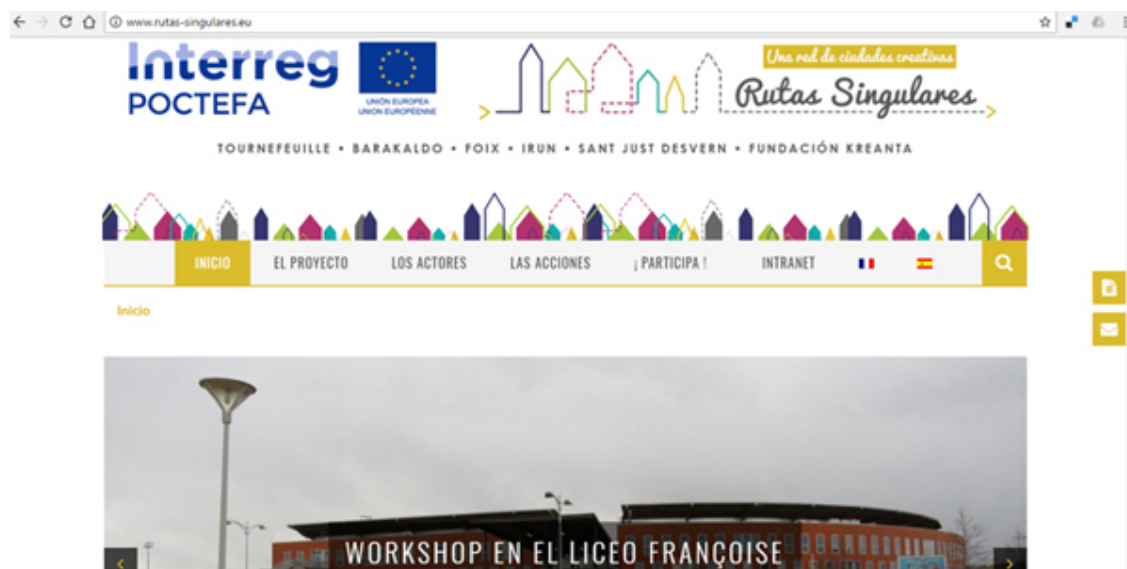 www.rutas-singulares.eu
Interreg
POCTEFA
UNIÓN EUROPEA
UNION EUROPÉENNE
Una red de ciudades creativas
Rutas Singulares
TOURNEFEUILLE • BARAKALDO • FOIX • IRUN • SANT JUST DESVERN • FUNDACIÓN KREANTA
INICIO EL PROYECTO LOS ACTORES LAS ACCIONES ¡ PARTICIPA ! INTRANET
Inicio
WORKSHOP EN EL LICEO FRANÇOISE